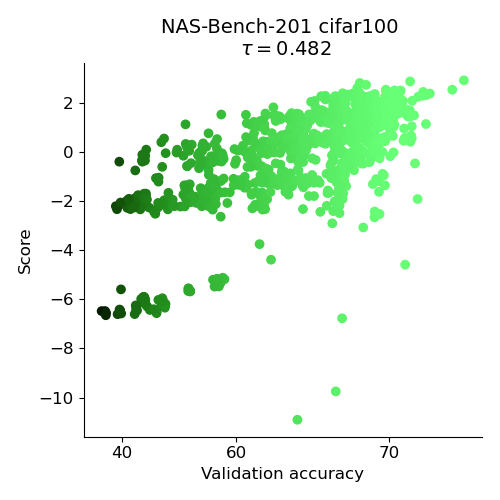 NAS-Bench-201 cifar100
τ = 0.482
2
0
−2
−4
−6
−8
−10
Score
40 60 70
Validation accuracy